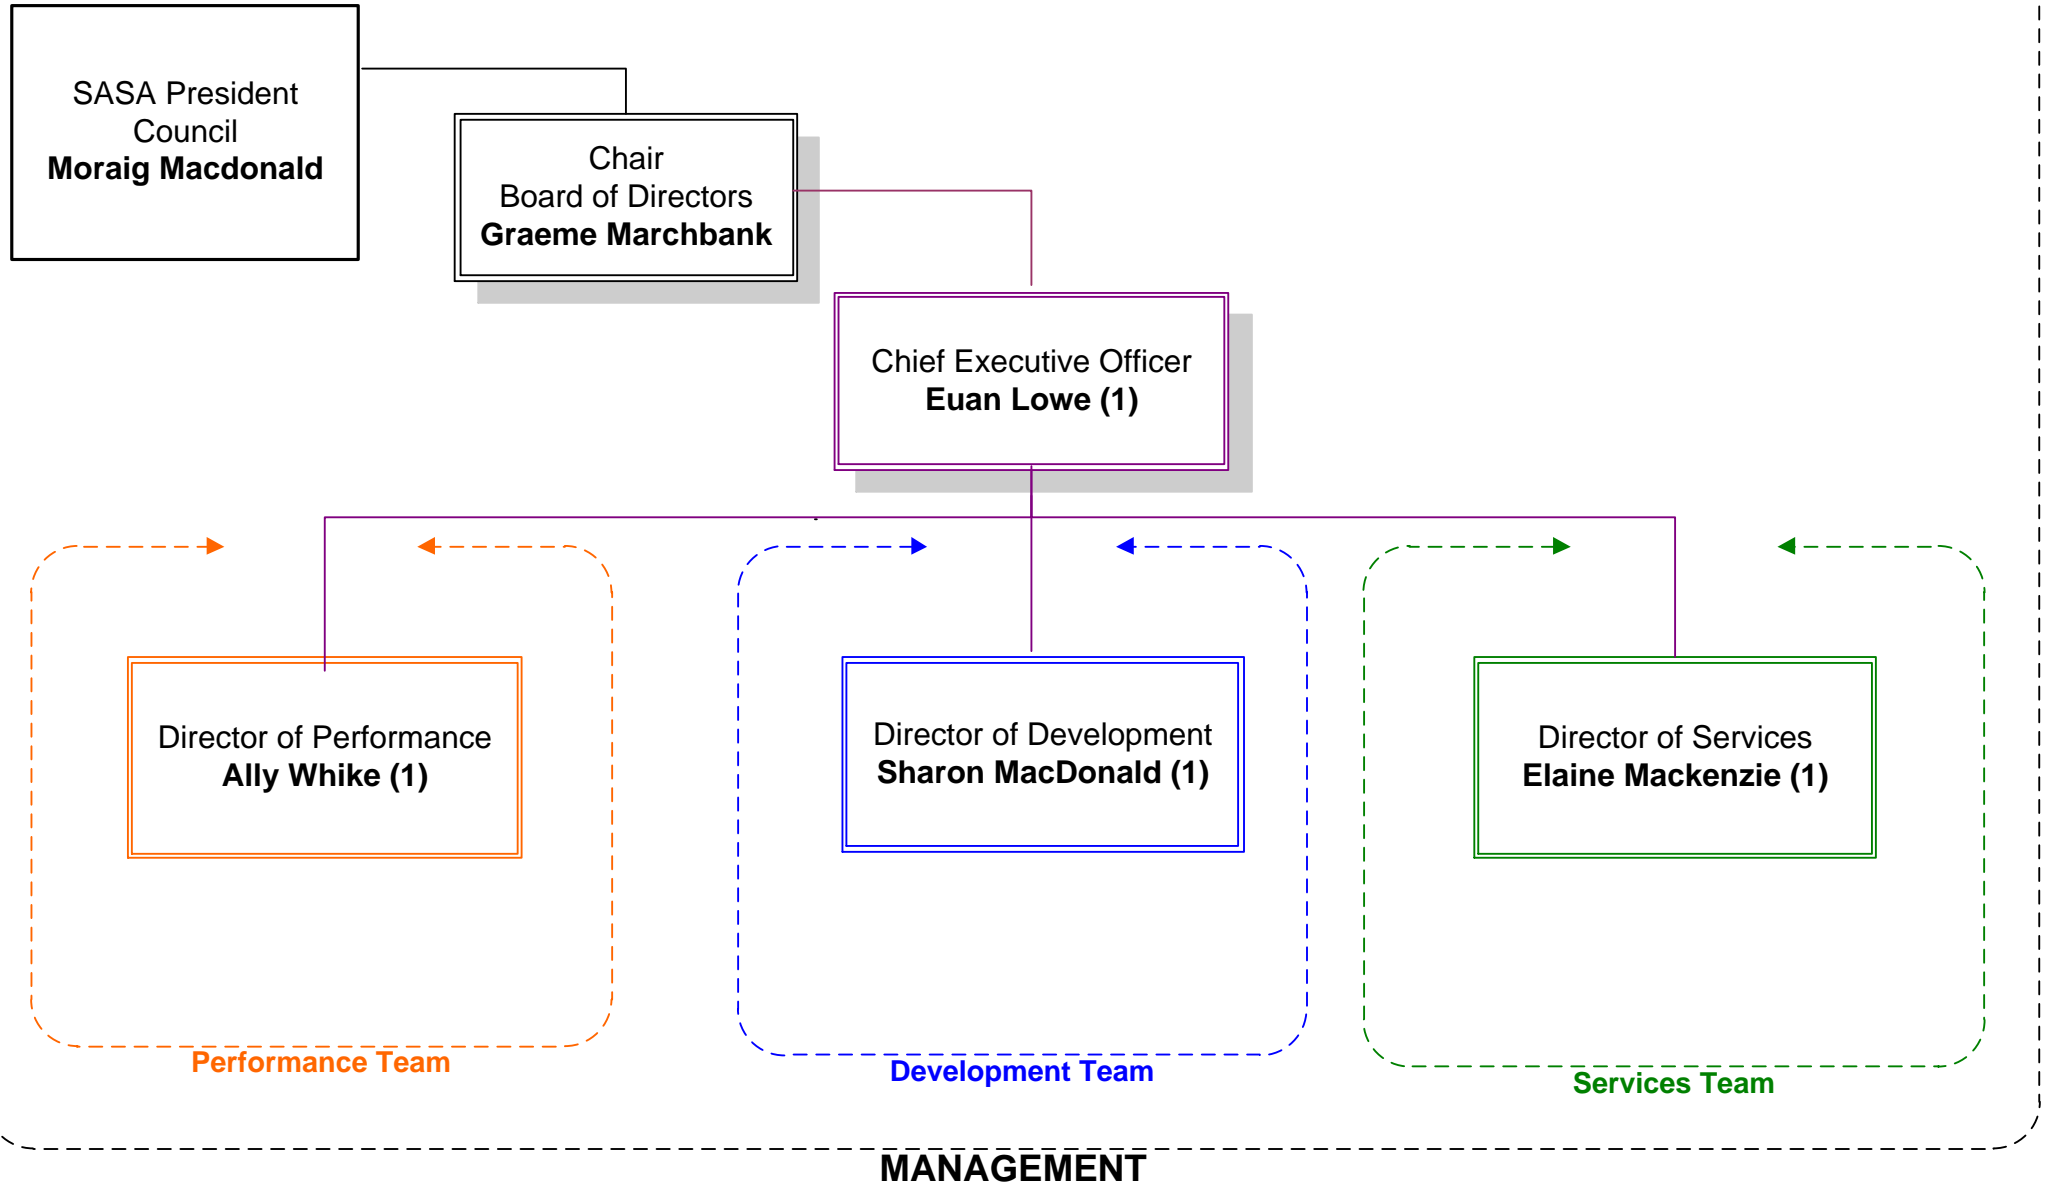 SASA President
Council
Moraig Macdonald
Chair
Board of Directors
Graeme Marchbank
Chief Executive Officer
Euan Lowe (1)
Director of Performance
Ally Whike (1)
Director of Development
Sharon MacDonald (1)
Director of Services
Elaine Mackenzie (1)
Performance Team
Development Team
Services Team
MANAGEMENT